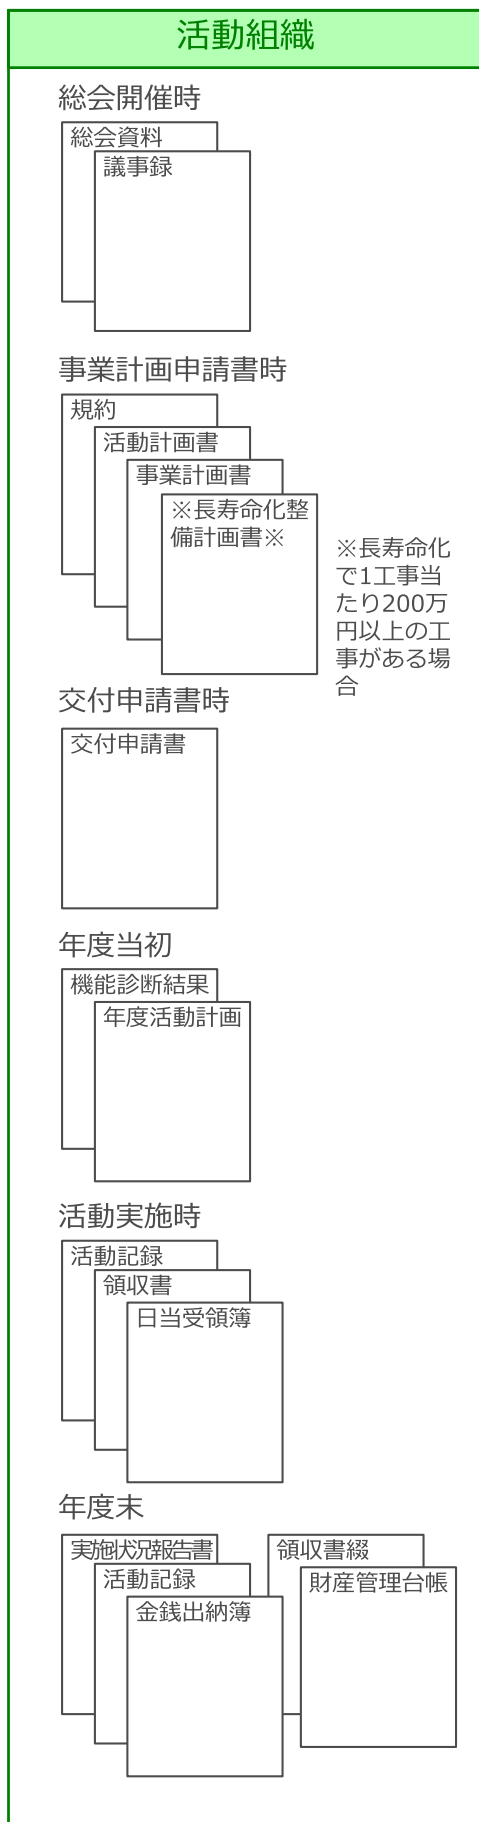 活動組織
総会開催時
総会資料
議事録
事業計画申請書時
規約
活動計画書
事業計画書
※長寿命化整
備計画書※
※長寿命化
で1工事当
たり200万
円以上の工
事がある場
合
交付申請書時
交付申請書
年度当初
機能診断結果
年度活動計画
活動実施時
活動記録
領収書
日当受領簿
年度末
実施状況報告書
活動記録
金銭出納簿
領収書綴
財産管理台帳